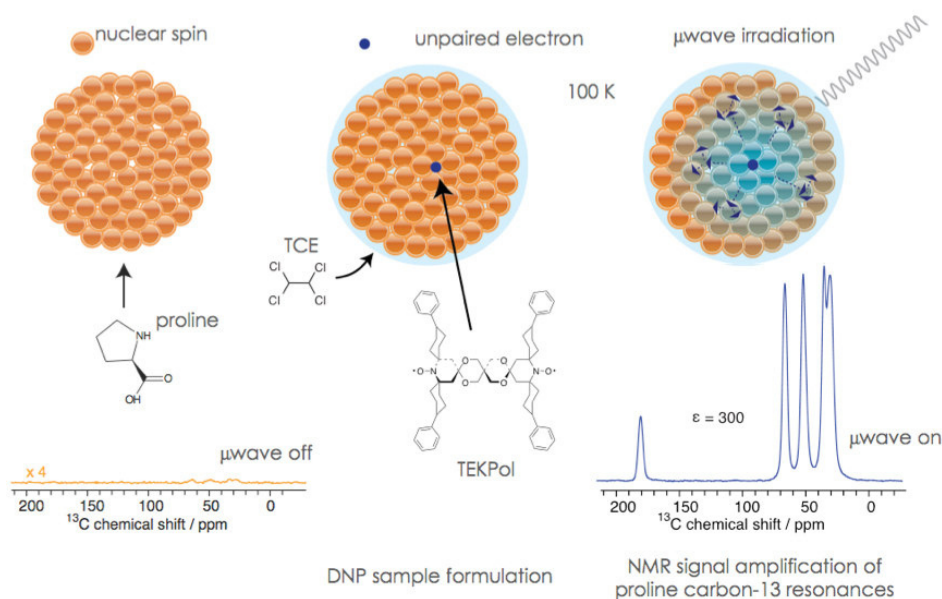 nuclear spin
unpaired electron
μwave irradiation
100 K
TCE
Cl
Cl
Cl
Cl
proline
NH
O
OH
O
O
·O-N
N-O·
O
O
TEKPol
μwave off
x 4
200
150
100
50
0
13C chemical shift / ppm
ε = 300
μwave on
200
150
100
50
0
13C chemical shift / ppm
DNP sample formulation
NMR signal amplification of
proline carbon-13 resonances